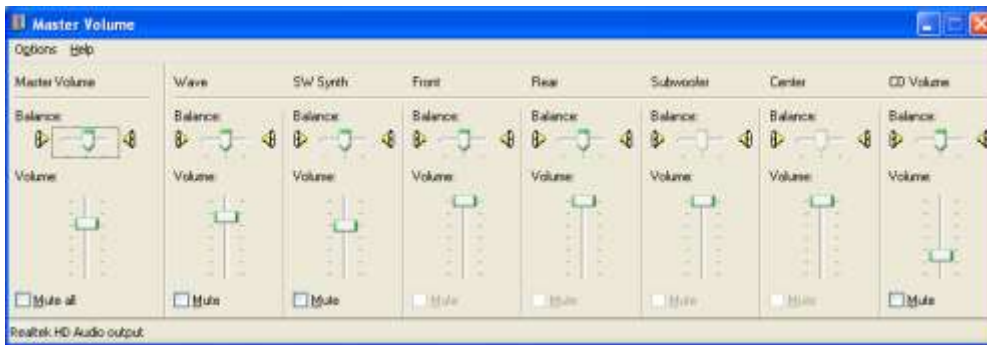 Master Volume
Options Help
Master Volume Wave SW Synth Front Rear Subwoofer Center CD Volume
Balance: Balance: Balance: Balance: Balance: Balance: Balance: Balance:
Volume: Volume: Volume: Volume: Volume: Volume: Volume: Volume:
Mute all Mute Mute Mute Mute Mute Mute Mute
Realtek HD Audio output